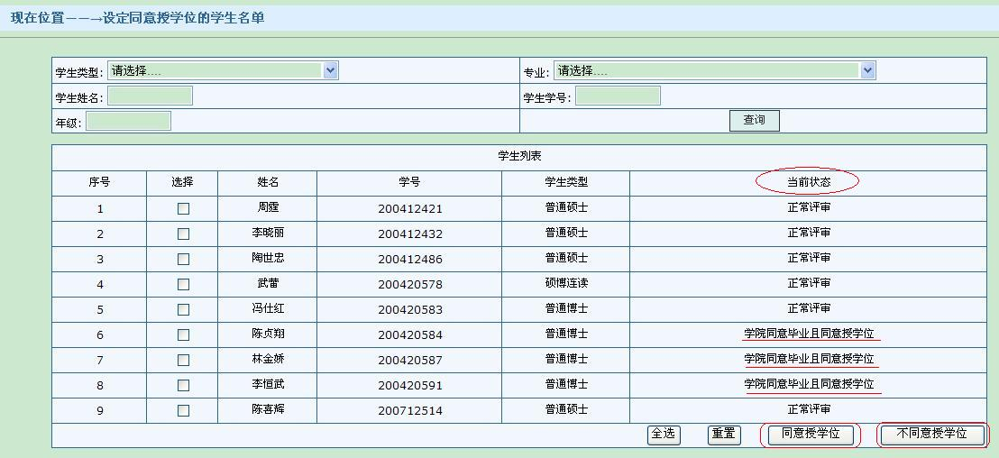 现在位置——→设定同意授学位的学生名单
学生类型: 请选择.... 专业: 请选择....
学生姓名: 学生学号:
年级: 查询
学生列表
序号 选择 姓名 学号 学生类型 当前状态
1 周霆 200412421 普通硕士 正常评审
2 李晓丽 200412432 普通硕士 正常评审
3 陶世忠 200412486 普通硕士 正常评审
4 武蕾 200420578 硕博连读 正常评审
5 冯仕红 200420583 普通博士 正常评审
6 陈贞翔 200420584 普通博士 学院同意毕业且同意授学位
7 林金娇 200420587 普通博士 学院同意毕业且同意授学位
8 李恒武 200420591 普通博士 学院同意毕业且同意授学位
9 陈喜辉 200712514 普通硕士 正常评审
全选 重置 同意授学位 不同意授学位